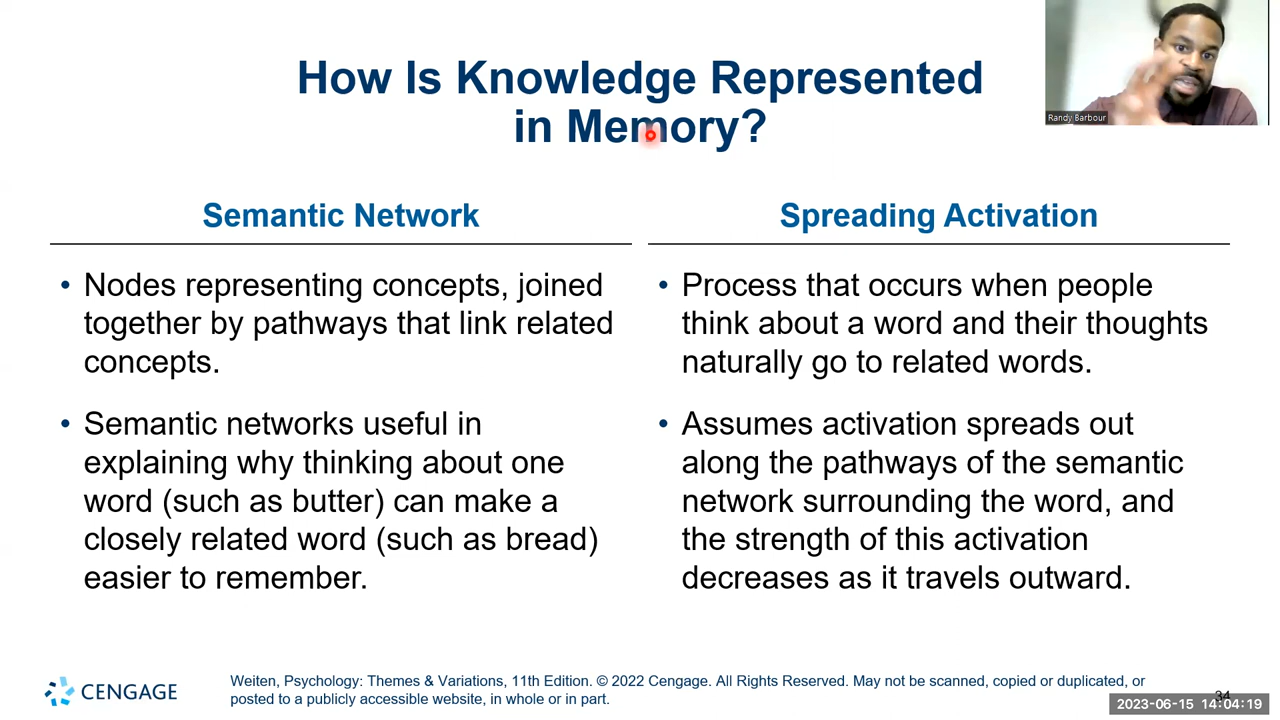 How Is Knowledge Represented
in Memory?
Randy Barbour
Semantic Network
• Nodes representing concepts, joined
together by pathways that link related
concepts.
• Semantic networks useful in
explaining why thinking about one
word (such as butter) can make a
closely related word (such as bread)
easier to remember.
Spreading Activation
• Process that occurs when people
think about a word and their thoughts
naturally go to related words.
• Assumes activation spreads out
along the pathways of the semantic
network surrounding the word, and
the strength of this activation
decreases as it travels outward.
CENGAGE
Weiten, Psychology: Themes & Variations, 11th Edition. © 2022 Cengage. All Rights Reserved. May not be scanned, copied or duplicated, or
posted to a publicly accessible website, in whole or in part.
34
2023-06-15 14:04:19